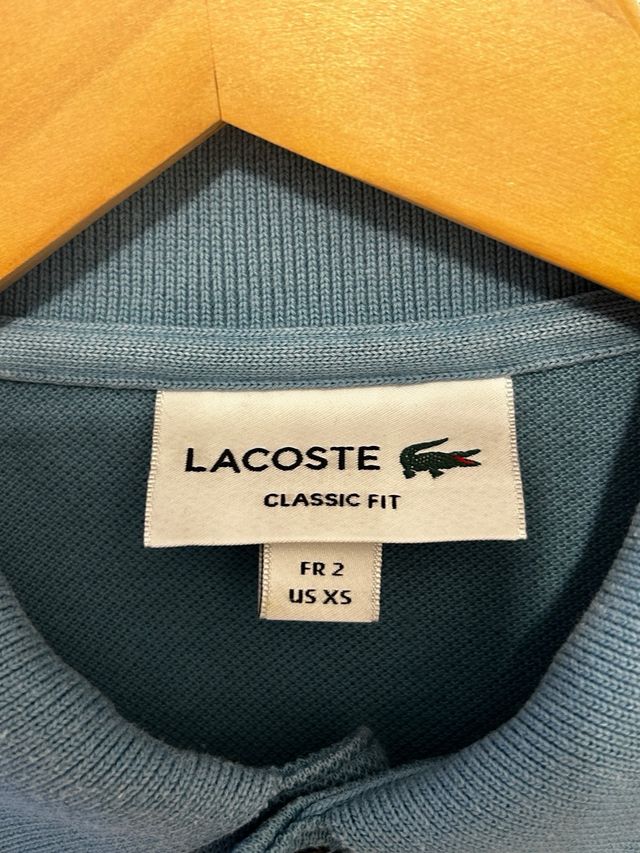 LACOSTE
CLASSIC FIT
FR 2
US XS